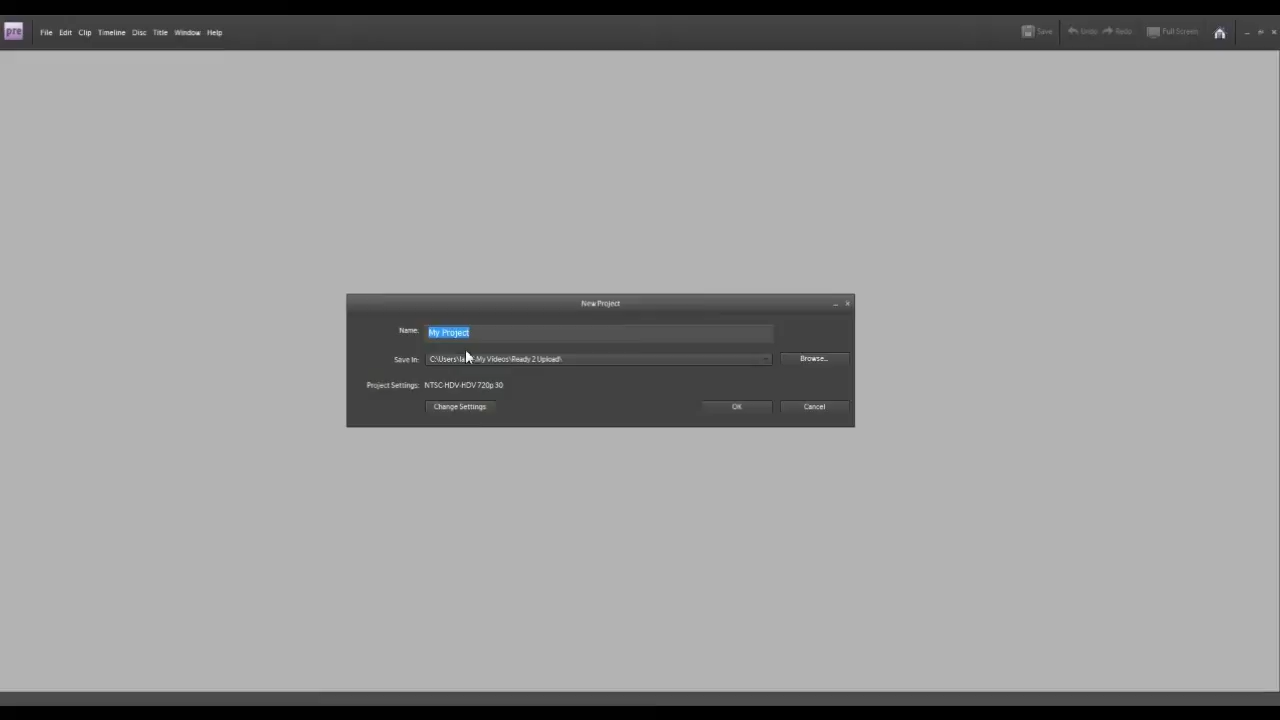 pre File Edit Clip Timeline Disc Title Window Help Save Undo Redo Full Screen
New Project
Name: My Project
Save In: My Videos\Ready 2 Upload\ Browse...
Project Settings: NTSC-HDV-HDV 720p 30
Change Settings OK Cancel